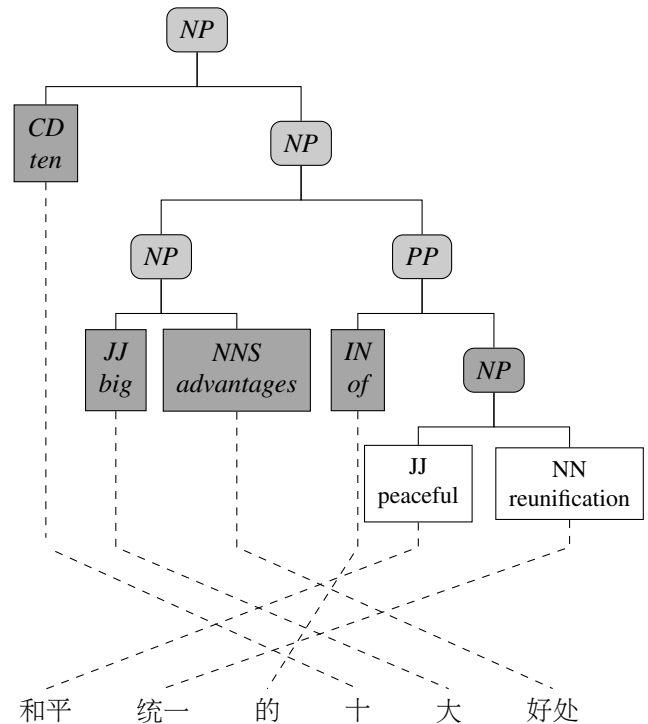 NP
CD
ten
NP
NP
PP
JJ
big
NNS
advantages
IN
of
NP
JJ
peaceful
NN
reunification
和平 统一 的 十 大 好处